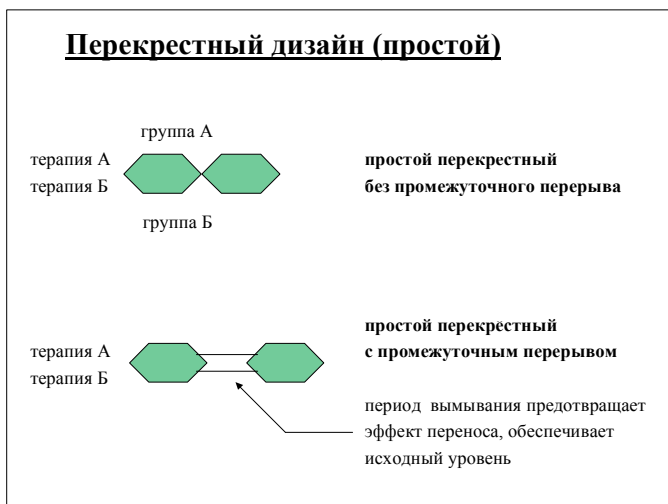 Перекрестный дизайн (простой)
группа А
терапия А
терапия Б
группа Б
простой перекрестный
без промежуточного перерыва
терапия А
терапия Б
простой перекрёстный
с промежуточным перерывом
период вымывания предотвращает
эффект переноса, обеспечивает
исходный уровень